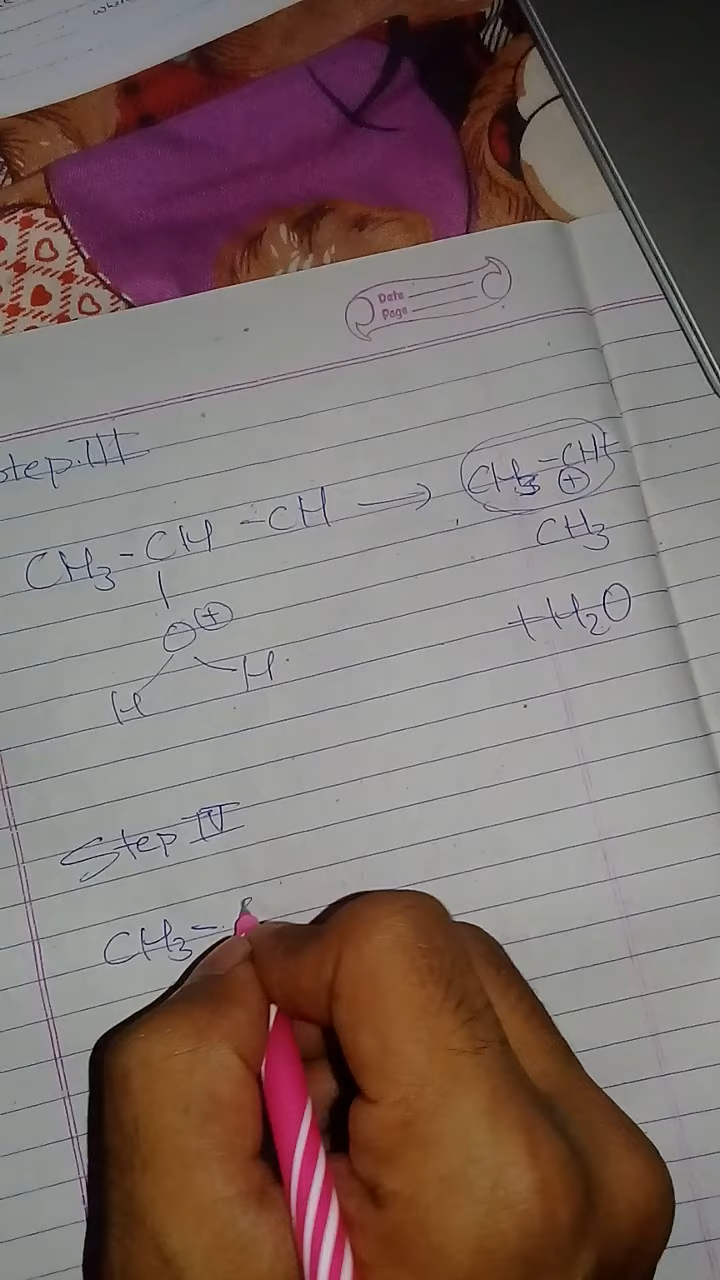 Date
Page
Step.III
CH3-CH-CH → CH3-CH+
⊕
CH3
O⊕
+H2O
H H
Step IV
CH3-